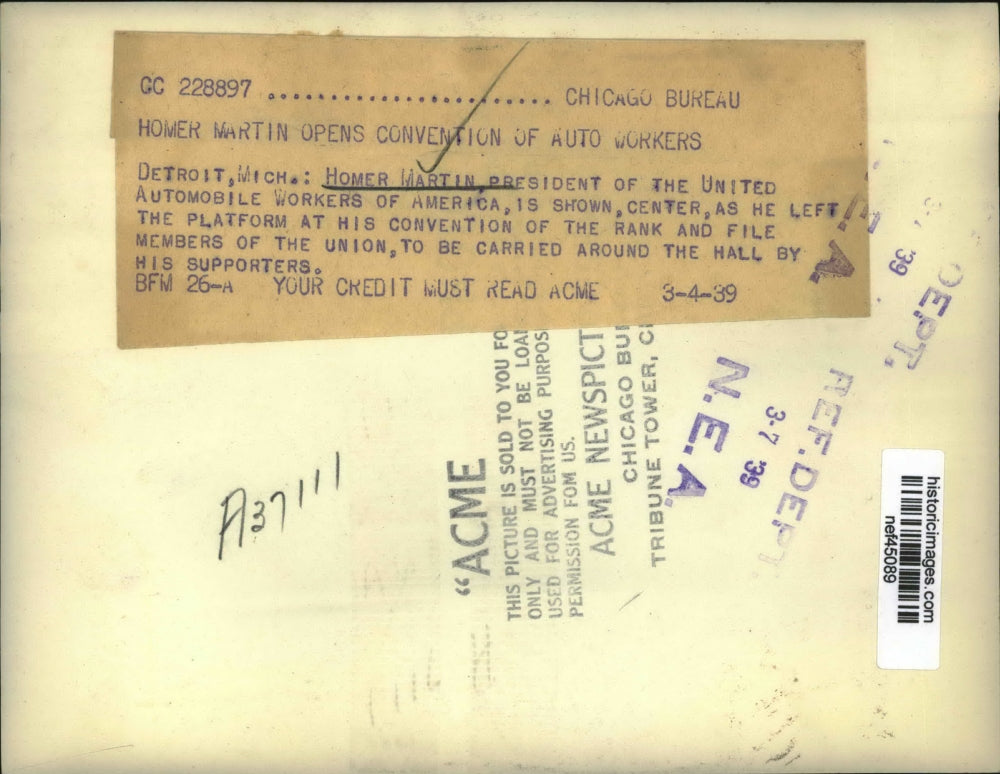 CC 228897 ........................... CHICAGO BUREAU
HOMER MARTIN OPENS CONVENTION OF AUTO WORKERS
DETROIT, MICH.: HOMER MARTIN, PRESIDENT OF THE UNITED
AUTOMOBILE WORKERS OF AMERICA, IS SHOWN, CENTER, AS HE LEFT
THE PLATFORM AT HIS CONVENTION OF THE RANK AND FILE
MEMBERS OF THE UNION, TO BE CARRIED AROUND THE HALL BY
HIS SUPPORTERS.
BFM 26-A YOUR CREDIT MUST READ ACME 3-4-39
E.A.
'39
DEPT.
"ACME
THIS PICTURE IS SOLD TO YOU FO
ONLY AND MUST NOT BE LOA
USED FOR ADVERTISING PURPOS
PERMISSION FOM US.
ACME NEWSPICT
CHICAGO BU
TRIBUNE TOWER, C
N.E.A.
3-7 '39
REF. DEPT.
A37111
historicimages.com
nef45089